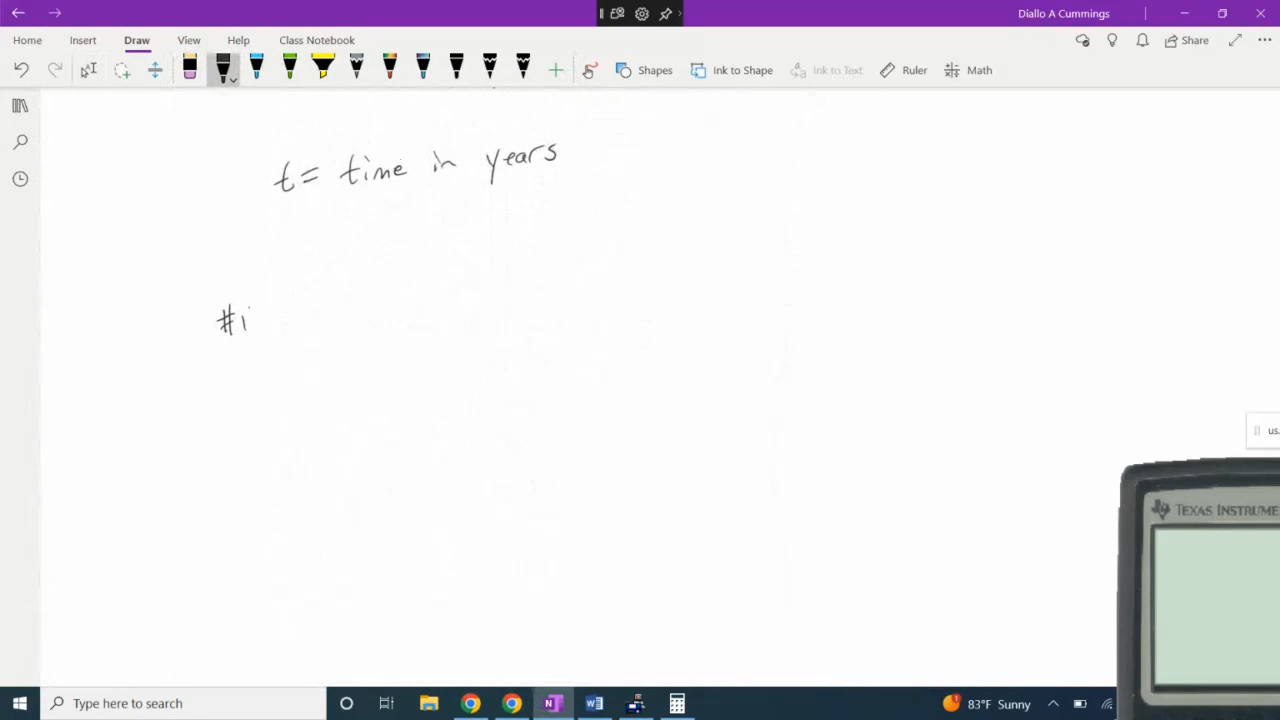 Diallo A Cummings
Home Insert Draw View Help Class Notebook Share
Shapes Ink to Shape Ink to Text Ruler Math
t = time in years
#i
us.
TEXAS INSTRUME
Type here to search
83°F Sunny